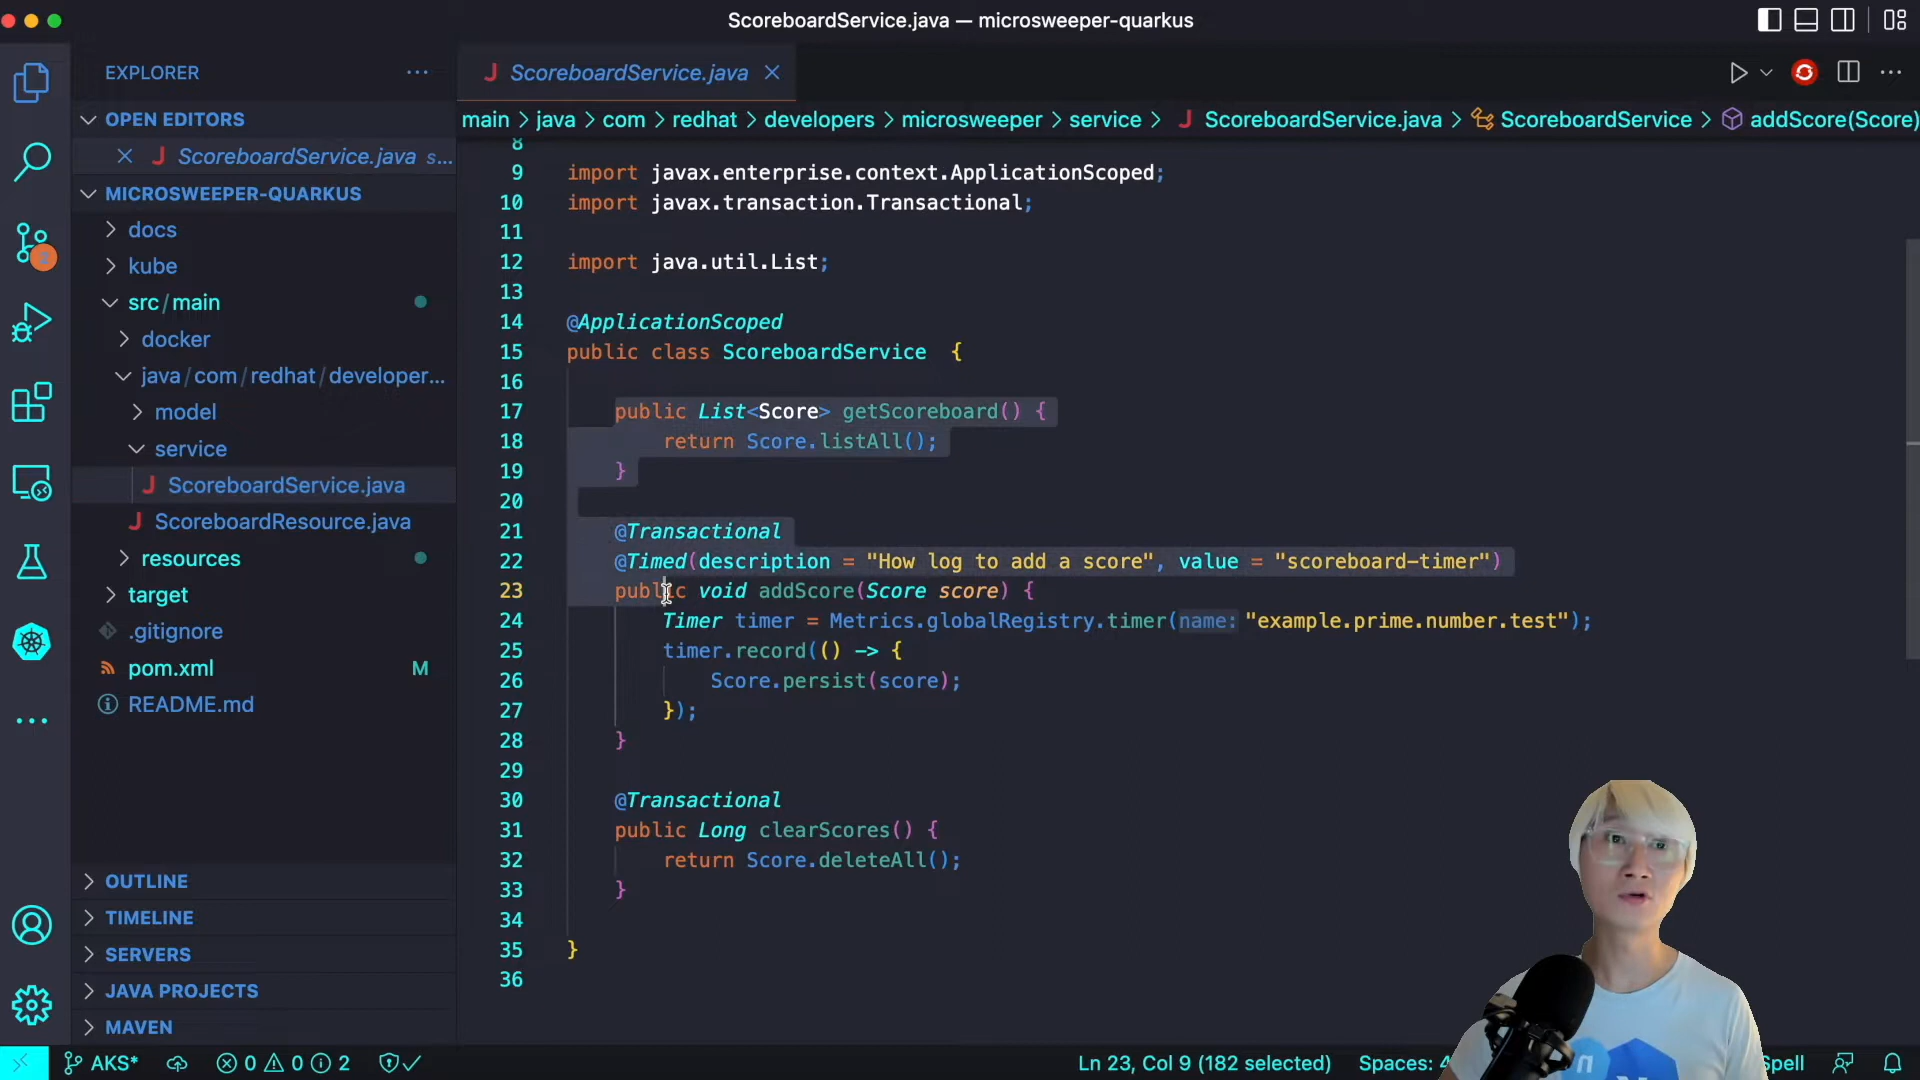 ScoreboardService.java — microsweeper-quarkus
EXPLORER
OPEN EDITORS
ScoreboardService.java s...
MICROSWEEPER-QUARKUS
docs
kube
src/main
docker
java/com/redhat/developer...
model
service
ScoreboardService.java
ScoreboardResource.java
resources
target
.gitignore
pom.xml M
README.md
OUTLINE
TIMELINE
SERVERS
JAVA PROJECTS
MAVEN
ScoreboardService.java
main > java > com > redhat > developers > microsweeper > service > ScoreboardService.java > ScoreboardService > addScore(Score)
8
9 import javax.enterprise.context.ApplicationScoped;
10 import javax.transaction.Transactional;
11
12 import java.util.List;
13
14 @ApplicationScoped
15 public class ScoreboardService {
16
17 public List<Score> getScoreboard() {
18 return Score.listAll();
19 }
20
21 @Transactional
22 @Timed(description = "How log to add a score", value = "scoreboard-timer")
23 public void addScore(Score score) {
24 Timer timer = Metrics.globalRegistry.timer(name: "example.prime.number.test");
25 timer.record(() -> {
26 Score.persist(score);
27 });
28 }
29
30 @Transactional
31 public Long clearScores() {
32 return Score.deleteAll();
33 }
34
35 }
36
AKS* 0 0 2 Ln 23, Col 9 (182 selected) Spaces: Spell